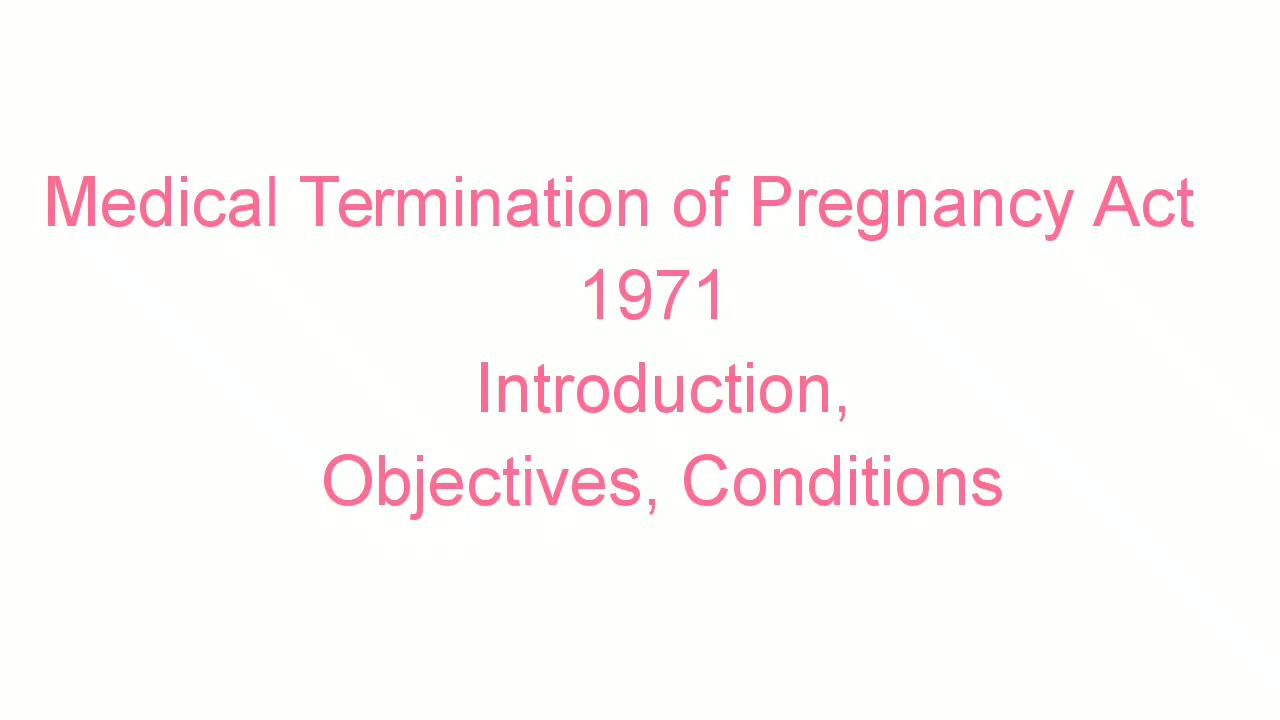 Medical Termination of Pregnancy Act
1971
Introduction,
Objectives, Conditions